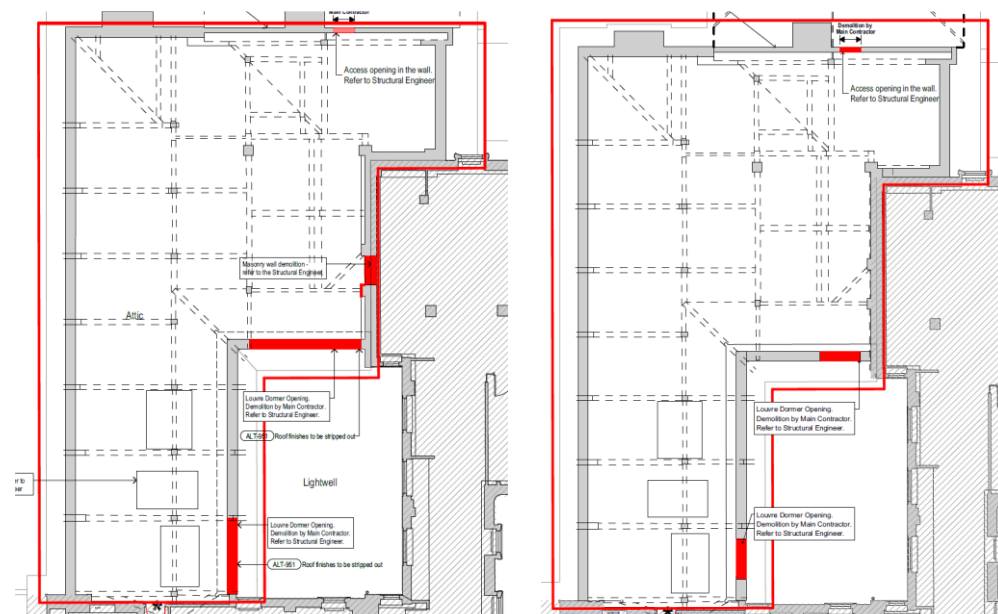 Main Contractor
Access opening in the wall.
Refer to Structural Engineer
Masonry wall demolition -
refer to the Structural Engineer.
Attic
Louvre Dormer Opening.
Demolition by Main Contractor.
Refer to Structural Engineer.
ALT-951 Roof finishes to be stripped out
Lightwell
Louvre Dormer Opening.
Demolition by Main Contractor.
Refer to Structural Engineer.
ALT-951 Roof finishes to be stripped out
er to
eer
Demolition by
Main Contractor
Access opening in the wall.
Refer to Structural Engineer
Louvre Dormer Opening.
Demolition by Main Contractor.
Refer to Structural Engineer.
Louvre Dormer Opening.
Demolition by Main Contractor.
Refer to Structural Engineer.